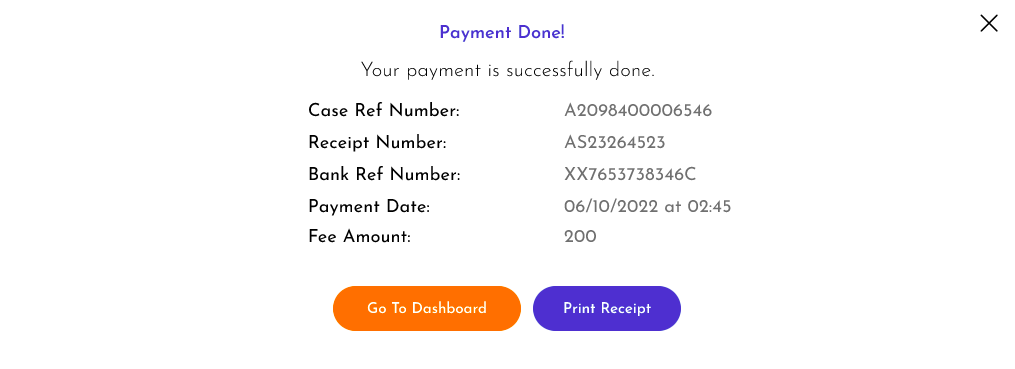 Payment Done!
Your payment is successfully done.
Case Ref Number: A2098400006546
Receipt Number: AS23264523
Bank Ref Number: XX7653738346C
Payment Date: 06/10/2022 at 02:45
Fee Amount: 200
Go To Dashboard Print Receipt